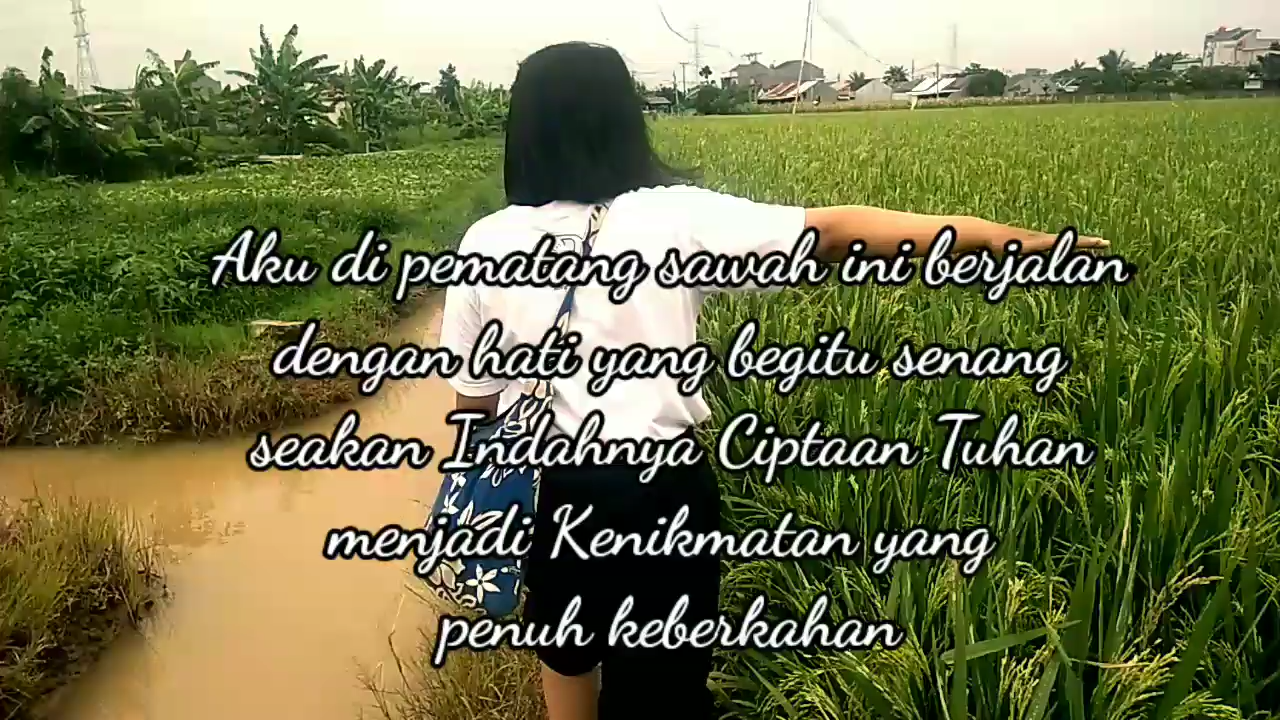 Aku di pematang sawah ini berjalan
dengan hati yang begitu senang
seakan Indahnya Ciptaan Tuhan
menjadi Kenikmatan yang
penuh keberkahan